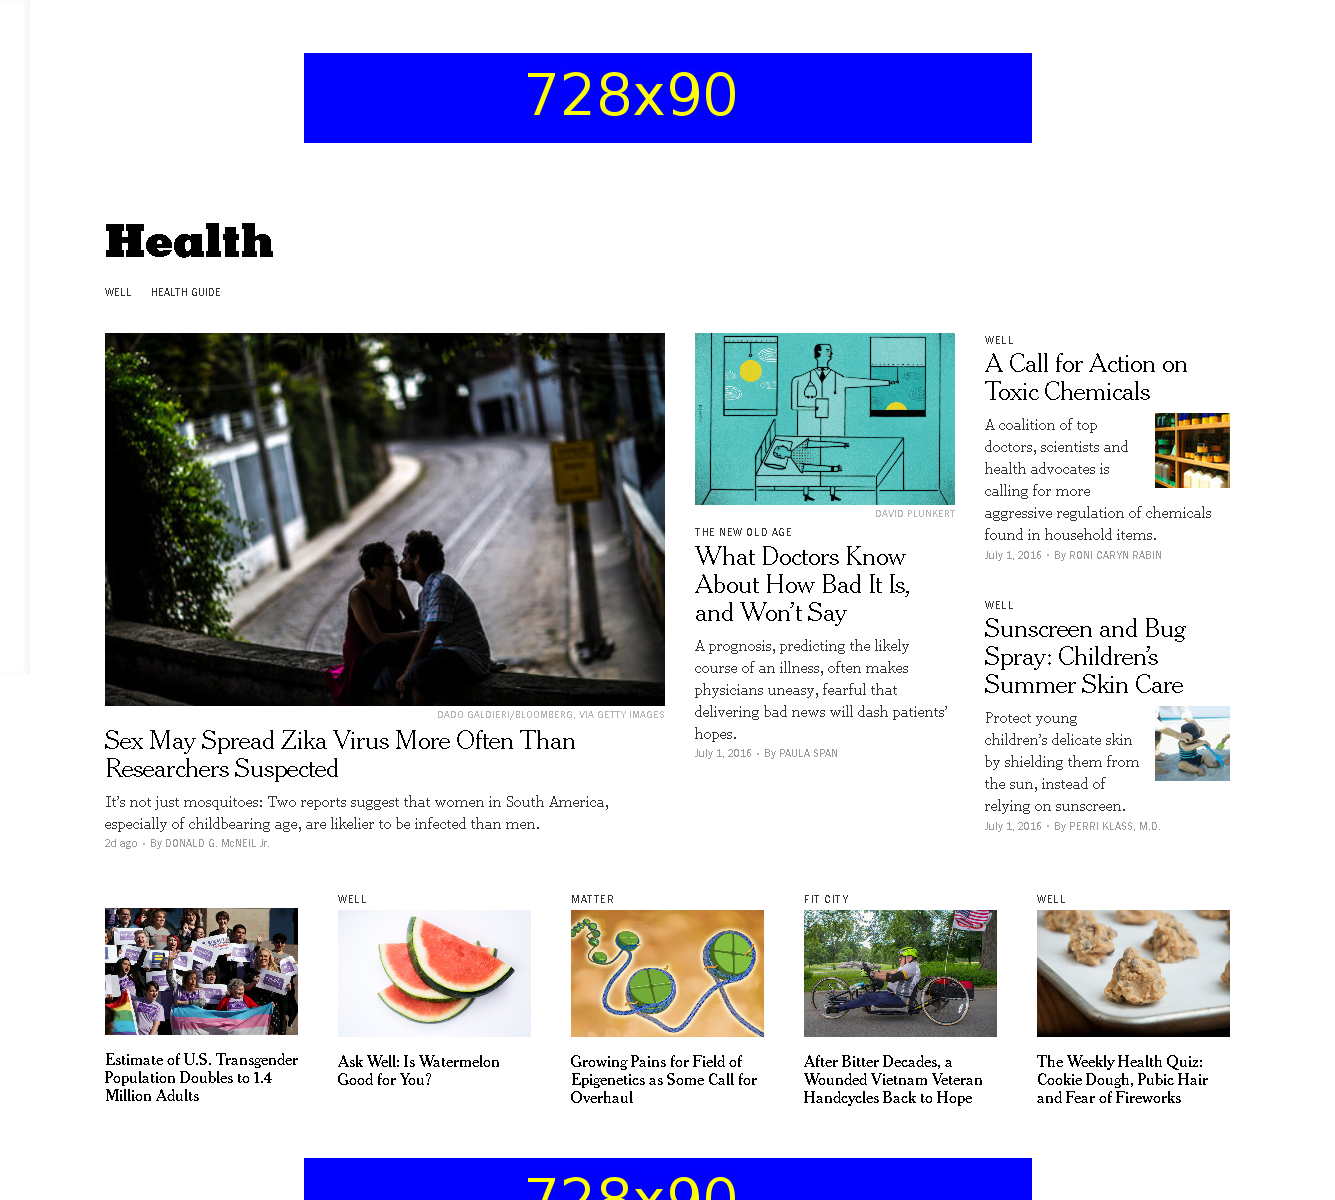 728x90
Health
WELL HEALTH GUIDE
DADO GALDIERI/BLOOMBERG, VIA GETTY IMAGES
Sex May Spread Zika Virus More Often Than
Researchers Suspected
It's not just mosquitoes: Two reports suggest that women in South America,
especially of childbearing age, are likelier to be infected than men.
2d ago • By DONALD G. McNEIL Jr.
DAVID PLUNKERT
THE NEW OLD AGE
What Doctors Know
About How Bad It Is,
and Won't Say
A prognosis, predicting the likely
course of an illness, often makes
physicians uneasy, fearful that
delivering bad news will dash patients'
hopes.
July 1, 2016 • By PAULA SPAN
WELL
A Call for Action on
Toxic Chemicals
A coalition of top
doctors, scientists and
health advocates is
calling for more
aggressive regulation of chemicals
found in household items.
July 1, 2016 • By RONI CARYN RABIN
WELL
Sunscreen and Bug
Spray: Children's
Summer Skin Care
Protect young
children's delicate skin
by shielding them from
the sun, instead of
relying on sunscreen.
July 1, 2016 • By PERRI KLASS, M.D.
Estimate of U.S. Transgender
Population Doubles to 1.4
Million Adults
WELL
Ask Well: Is Watermelon
Good for You?
MATTER
Growing Pains for Field of
Epigenetics as Some Call for
Overhaul
FIT CITY
After Bitter Decades, a
Wounded Vietnam Veteran
Handcycles Back to Hope
WELL
The Weekly Health Quiz:
Cookie Dough, Pubic Hair
and Fear of Fireworks
728x90